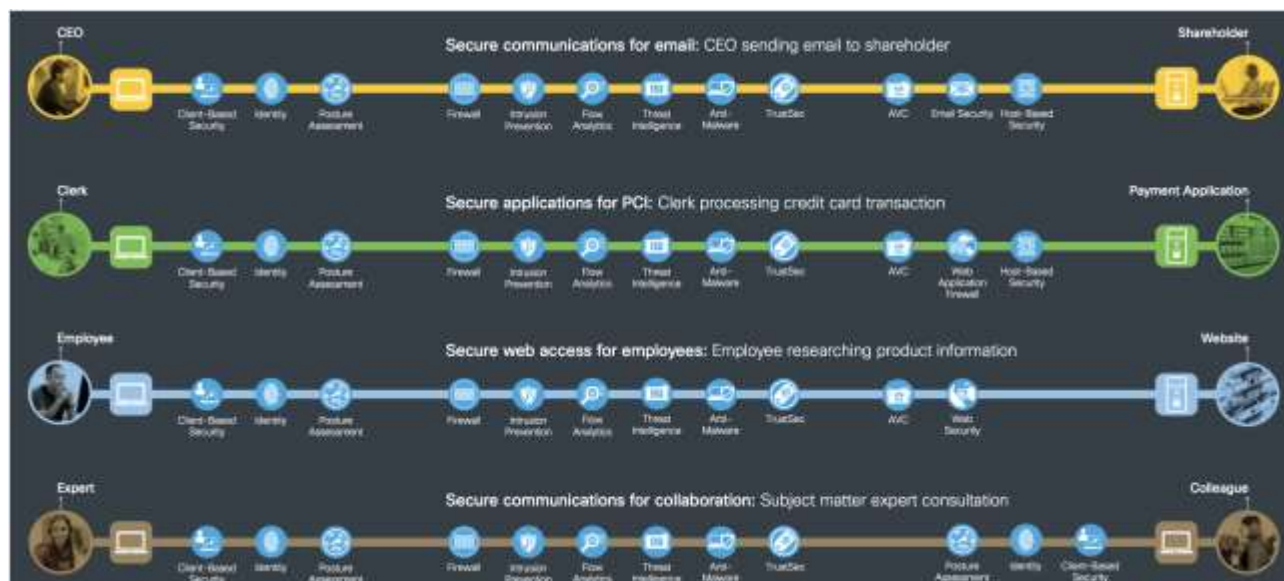 CEO
Secure communications for email: CEO sending email to shareholder
Shareholder
Client-Based Security
Identity
Posture Assessment
Firewall
Intrusion Prevention
Flow Analytics
Threat Intelligence
Anti-Malware
TrustSec
AVC
Email Security
Host-Based Security
Clerk
Secure applications for PCI: Clerk processing credit card transaction
Payment Application
Client-Based Security
Identity
Posture Assessment
Firewall
Intrusion Prevention
Flow Analytics
Threat Intelligence
Anti-Malware
TrustSec
AVC
Web Application Firewall
Host-Based Security
Employee
Secure web access for employees: Employee researching product information
Website
Client-Based Security
Identity
Posture Assessment
Firewall
Intrusion Prevention
Flow Analytics
Threat Intelligence
Anti-Malware
TrustSec
AVC
Web Security
Expert
Secure communications for collaboration: Subject matter expert consultation
Colleague
Client-Based Security
Identity
Posture Assessment
Firewall
Intrusion Prevention
Flow Analytics
Threat Intelligence
Anti-Malware
TrustSec
Posture Assessment
Identity
Client-Based Security